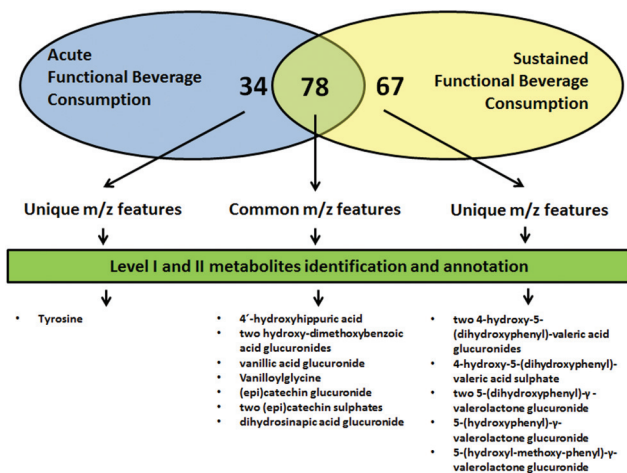 Acute
Functional Beverage
Consumption
34
78
67
Sustained
Functional Beverage
Consumption
Unique m/z features
Common m/z features
Unique m/z features
Level I and II metabolites identification and annotation
• Tyrosine
• 4´-hydroxyhippuric acid
• two hydroxy-dimethoxybenzoic
acid glucuronides
• vanillic acid glucuronide
• Vanilloylglycine
• (epi)catechin glucuronide
• two (epi)catechin sulphates
• dihydrosinapic acid glucuronide
• two 4-hydroxy-5-
(dihydroxyphenyl)-valeric acid
glucuronides
• 4-hydroxy-5-(dihydroxyphenyl)-
valeric acid sulphate
• two 5-(dihydroxyphenyl)-γ -
valerolactone glucuronide
• 5-(hydroxyphenyl)-γ-
valerolactone glucuronide
• 5-(hydroxyl-methoxy-phenyl)-γ-
valerolactone glucuronide